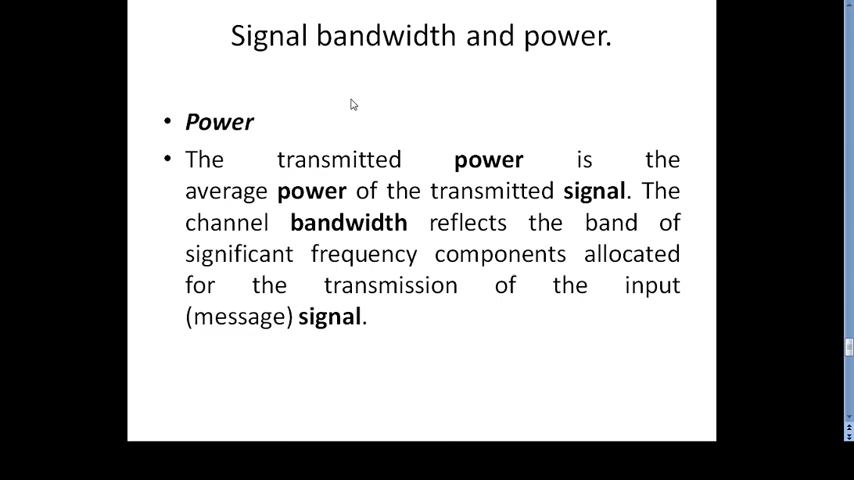 Signal bandwidth and power.
• Power
• The transmitted power is the
average power of the transmitted signal. The
channel bandwidth reflects the band of
significant frequency components allocated
for the transmission of the input
(message) signal.